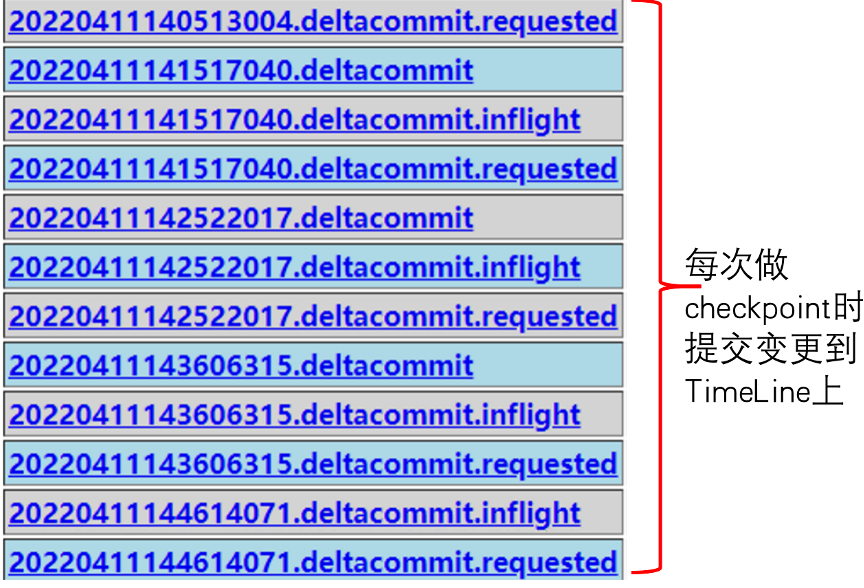 20220411140513004.deltacommit.requested
20220411141517040.deltacommit
20220411141517040.deltacommit.inflight
20220411141517040.deltacommit.requested
20220411142522017.deltacommit
20220411142522017.deltacommit.inflight
20220411142522017.deltacommit.requested
20220411143606315.deltacommit
20220411143606315.deltacommit.inflight
20220411143606315.deltacommit.requested
20220411144614071.deltacommit.inflight
20220411144614071.deltacommit.requested
每次做
checkpoint时
提交变更到
TimeLine上